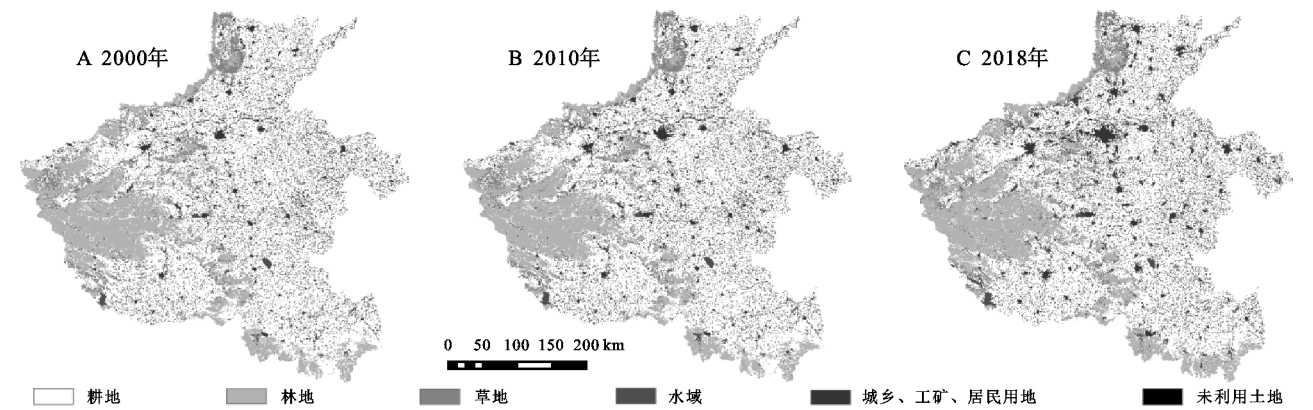 A 2000年
B 2010年
C 2018年
0 50 100 150 200 km
耕地
林地
草地
水域
城乡、工矿、居民用地
未利用土地